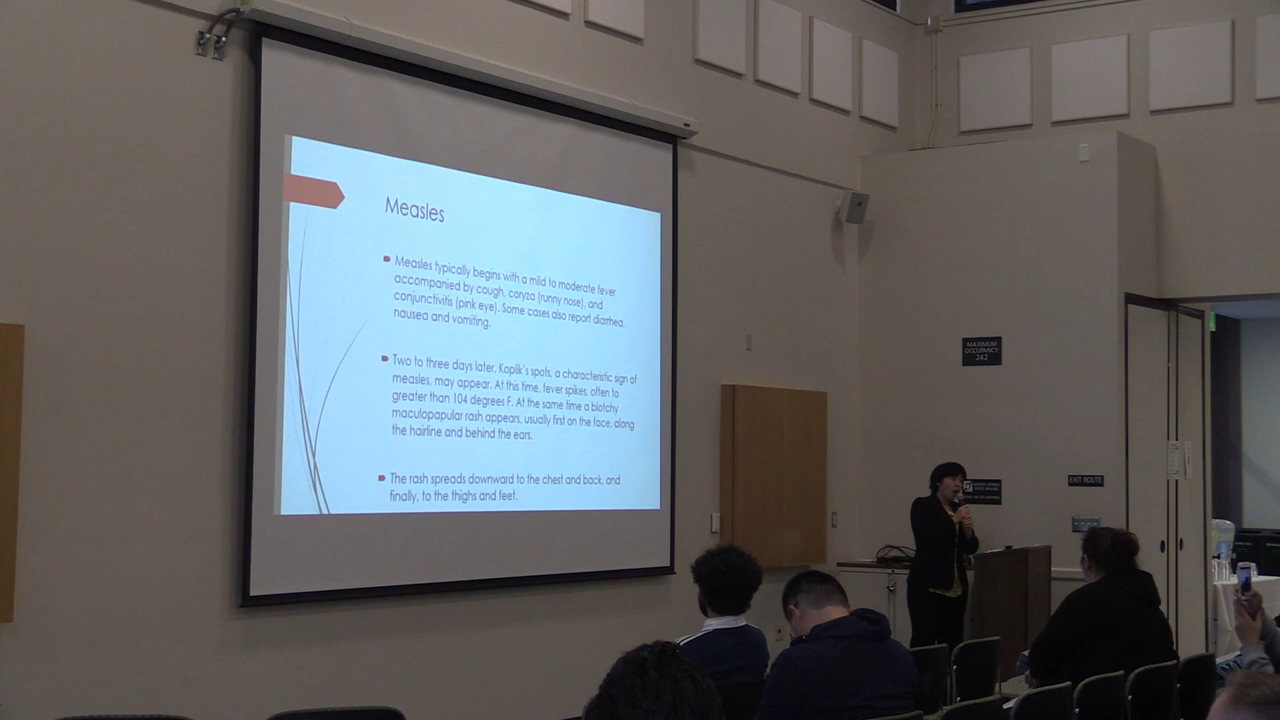 Measles
Measles typically begins with a mild to moderate fever
accompanied by cough, coryza (runny nose), and
conjunctivitis (pink eye). Some cases also report diarrhea,
nausea and vomiting.
Two to three days later, Koplik's spots, a characteristic sign of
measles, may appear. At this time, fever spikes, often to
greater than 104 degrees F. At the same time a blotchy
maculopapular rash appears, usually first on the face, along
the hairline and behind the ears.
The rash spreads downward to the chest and back, and
finally, to the thighs and feet.
MAXIMUM
OCCUPANCY
242
EXIT ROUTE